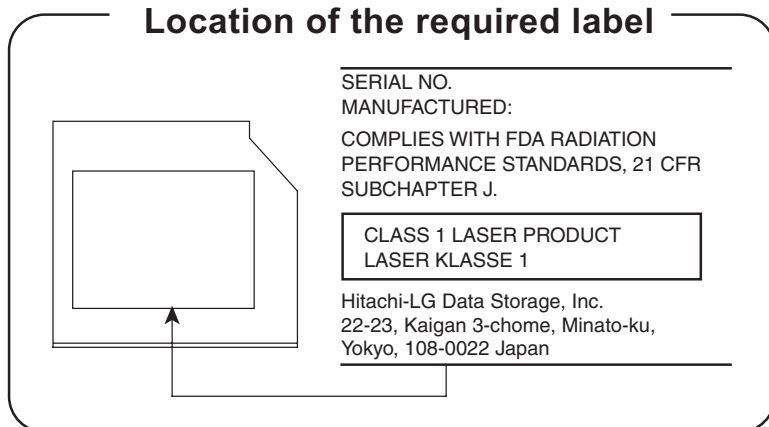 Location of the required label
SERIAL NO.
MANUFACTURED:
COMPLIES WITH FDA RADIATION
PERFORMANCE STANDARDS, 21 CFR
SUBCHAPTER J.
CLASS 1 LASER PRODUCT
LASER KLASSE 1
Hitachi-LG Data Storage, Inc.
22-23, Kaigan 3-chome, Minato-ku,
Yokyo, 108-0022 Japan